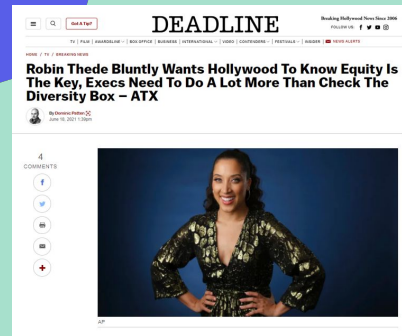 Got A Tip?
DEADLINE
Breaking Hollywood News Since 2006
FOLLOW US:
TV | FILM | AWARDSLINE | BOX OFFICE | BUSINESS | INTERNATIONAL | VIDEO | CONTENDERS | FESTIVALS | INSIDER | NEWS ALERTS
HOME / TV / BREAKING NEWS
Robin Thede Bluntly Wants Hollywood To Know Equity Is
The Key, Execs Need To Do A Lot More Than Check The
Diversity Box – ATX
By Dominic Patten
June 19, 2021 1:30pm
4
COMMENTS
AP